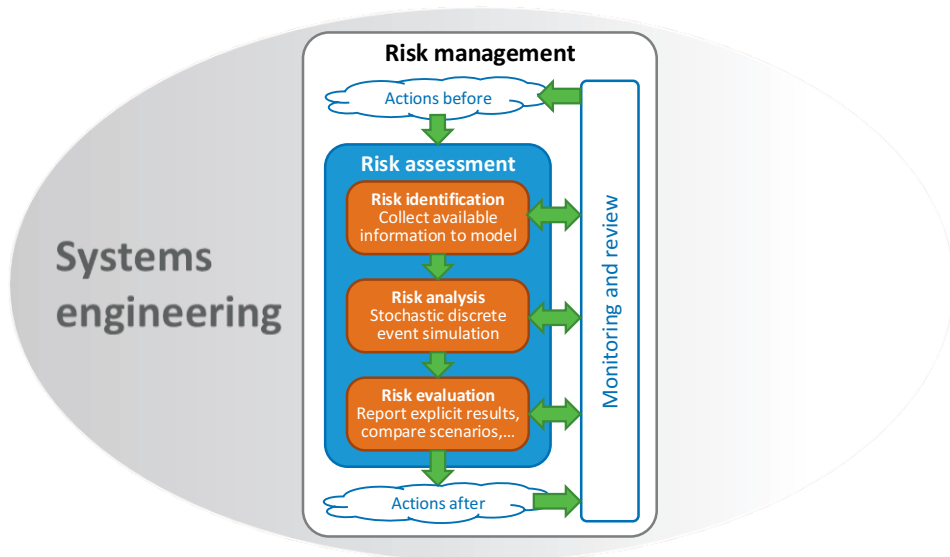 Risk management
Actions before
Risk assessment
Risk identification
Collect available
information to model
Risk analysis
Stochastic discrete
event simulation
Risk evaluation
Report explicit results,
compare scenarios,...
Actions after
Monitoring and review
Systems
engineering